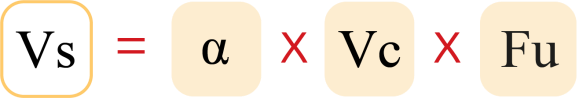 Vs = α x Vc x Fu